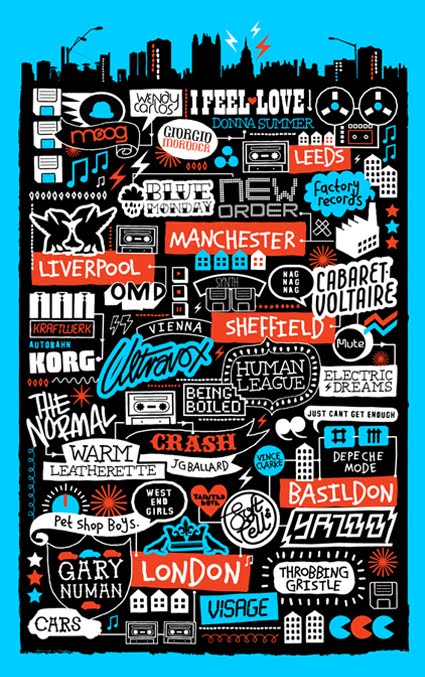 WENDY
CARLOS
I FEEL LOVE!
DONNA SUMMER
moog
GIORGIO
MORODER
LEEDS
BLUE
MONDAY
NEW
ORDER
factory
records
MANCHESTER
LIVERPOOL
OMD
SYNTH
NAG
NAG
NAG
CABARET
VOLTAIRE
KRAFTWERK
AUTOBAHN
KORG
VIENNA
Ultravox
SHEFFIELD
Mute
HUMAN
LEAGUE
ELECTRIC
DREAMS
BEING
BOILED
THE
NORMAL
JUST CANT GET ENOUGH
CRASH
JG BALLARD
WARM
LEATHERETTE
VINCE
CLARKE
DEPECHE
MODE
BASILDON
WEST
END
GIRLS
TAINTED
LOVE
Soft
Cell
YAZOO
Pet Shop Boys.
GARY
NUMAN
LONDON
THROBBING
GRISTLE
CARS
VISAGE